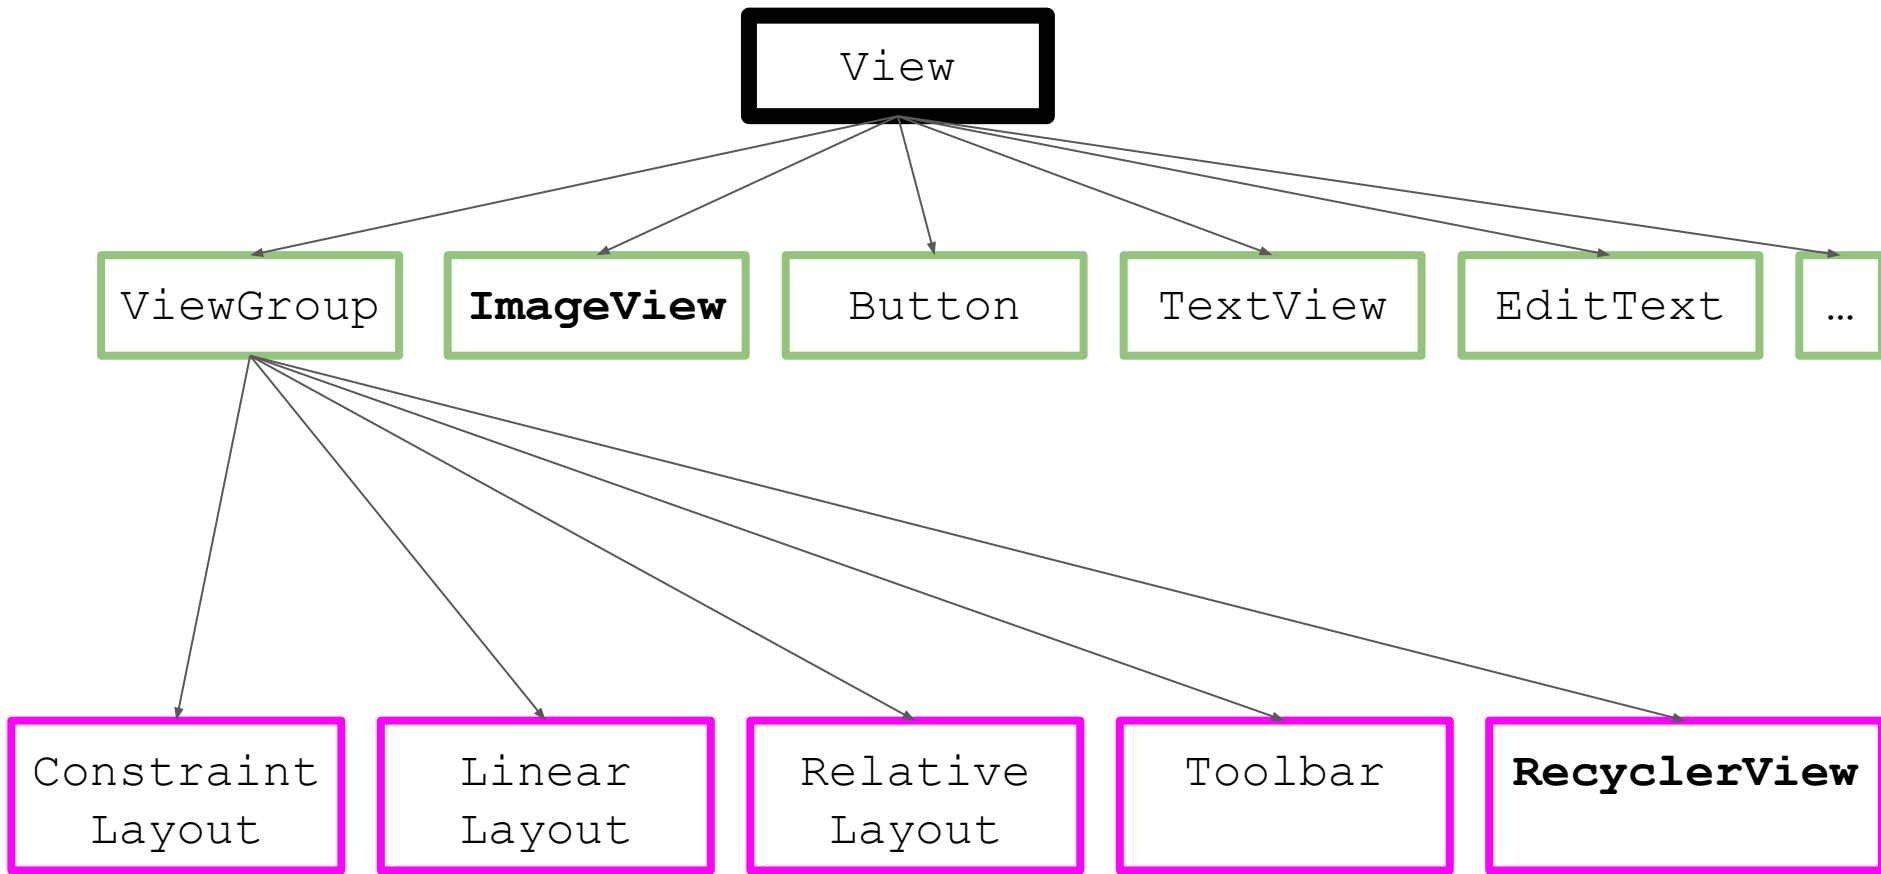 View
ViewGroup
ImageView
Button
TextView
EditText
…
Constraint
Layout
Linear
Layout
Relative
Layout
Toolbar
RecyclerView